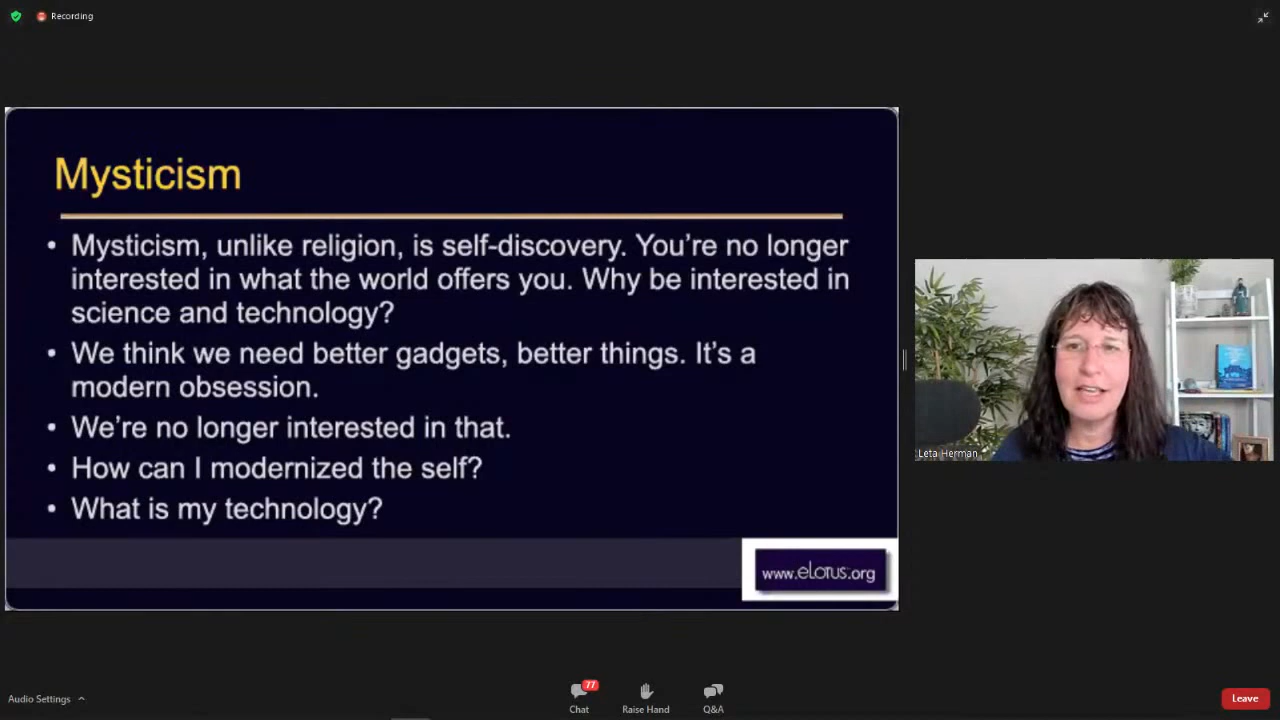 Recording
Mysticism
• Mysticism, unlike religion, is self-discovery. You're no longer
interested in what the world offers you. Why be interested in
science and technology?
• We think we need better gadgets, better things. It's a
modern obsession.
• We're no longer interested in that.
• How can I modernized the self?
• What is my technology?
www.eLotus.org
Leta Herman
Audio Settings
77
Chat
Raise Hand
Q&A
Leave